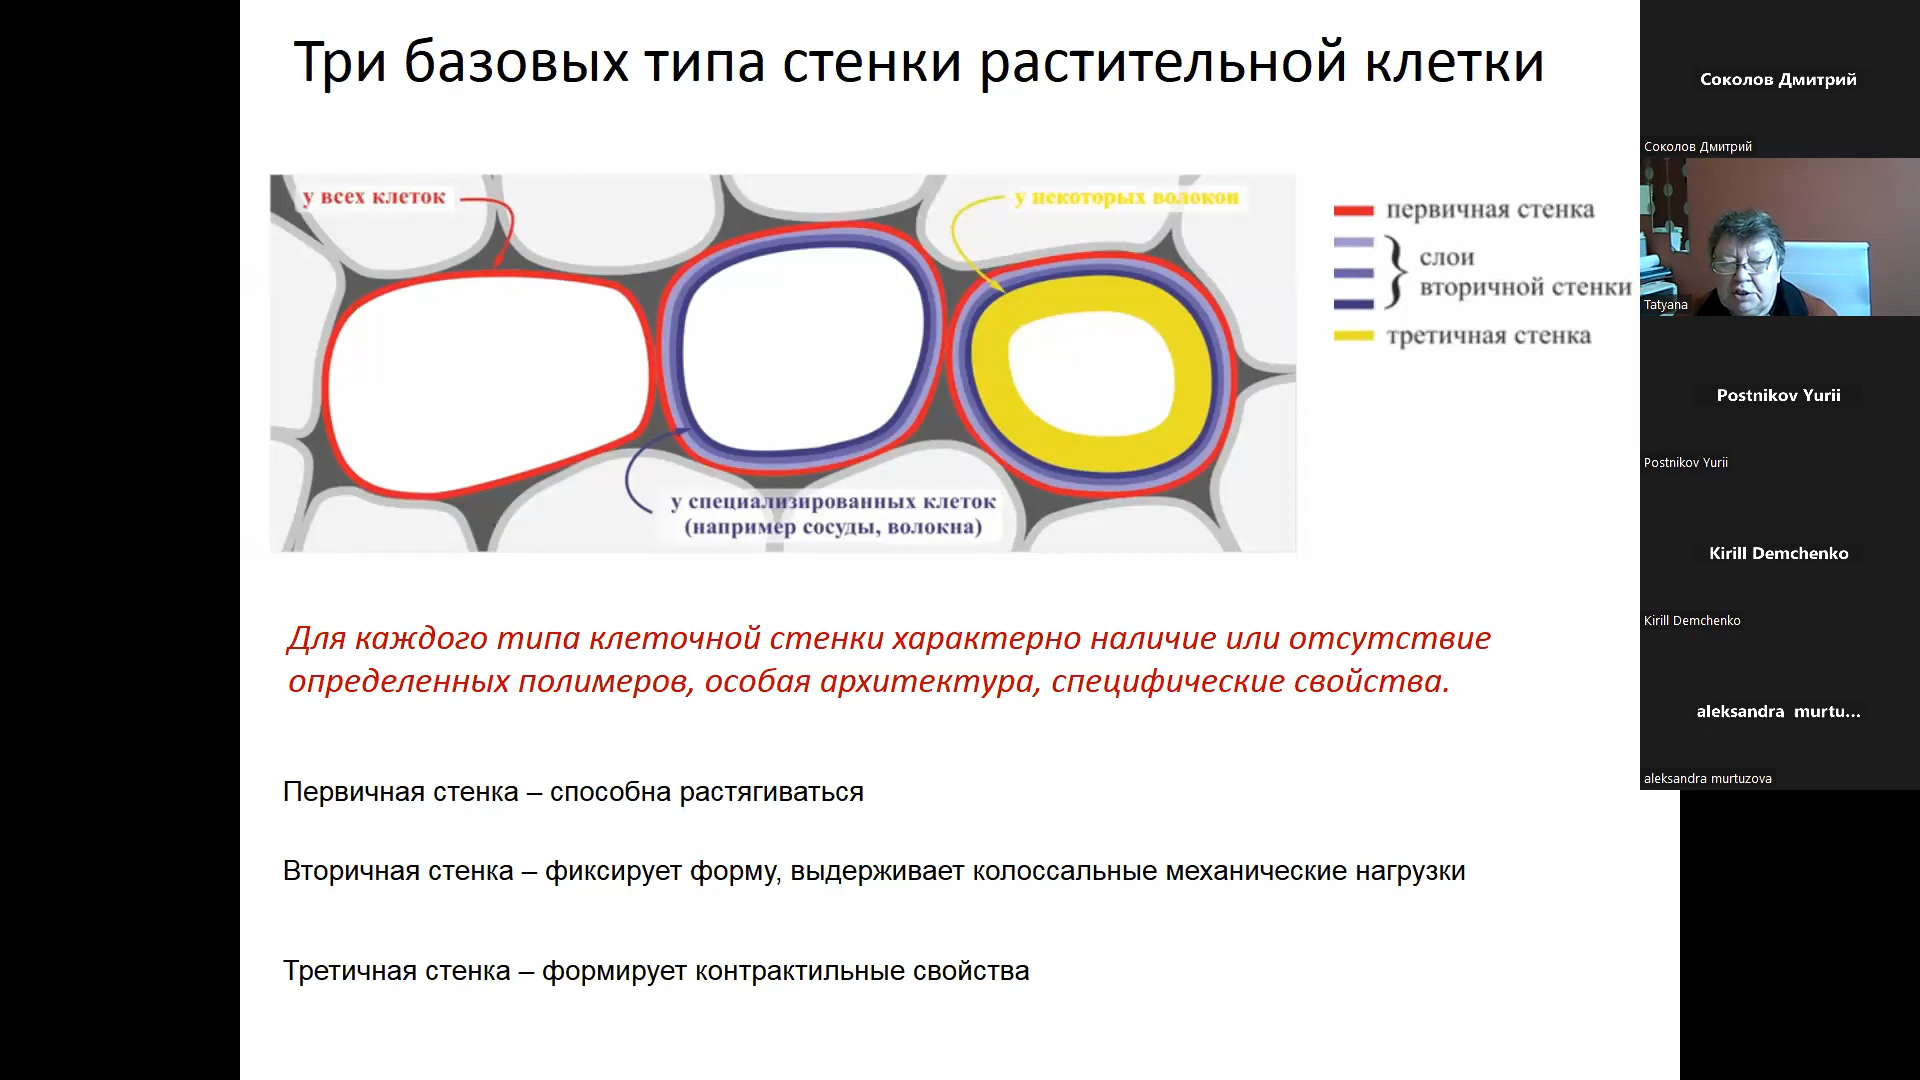 Три базовых типа стенки растительной клетки
у всех клеток
у некоторых волокон
первичная стенка
слои
вторичной стенки
третичная стенка
у специализированных клеток
(например сосуды, волокна)
Для каждого типа клеточной стенки характерно наличие или отсутствие
определенных полимеров, особая архитектура, специфические свойства.
Первичная стенка – способна растягиваться
Вторичная стенка – фиксирует форму, выдерживает колоссальные механические нагрузки
Третичная стенка – формирует контрактильные свойства
Соколов Дмитрий
Соколов Дмитрий
Tatyana
Postnikov Yurii
Postnikov Yurii
Kirill Demchenko
Kirill Demchenko
aleksandra murtu...
aleksandra murtuzova